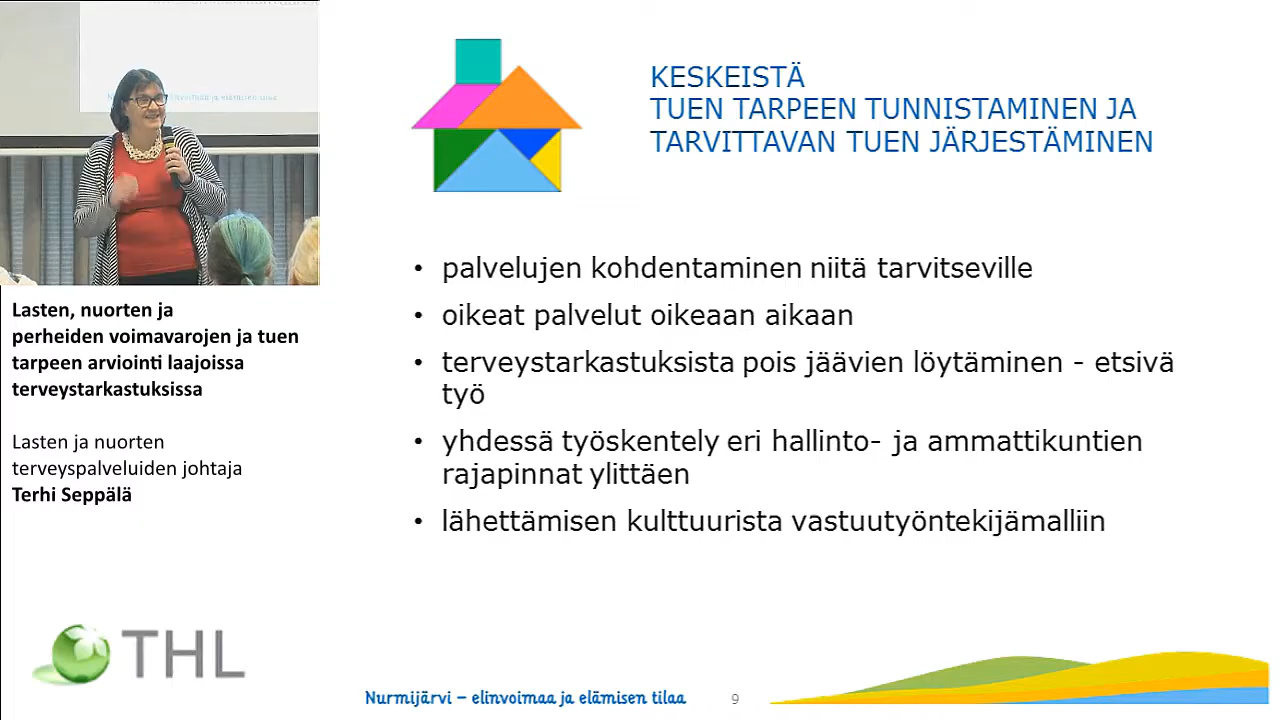 Lasten, nuorten ja
perheiden voimavarojen ja tuen
tarpeen arviointi laajoissa
terveystarkastuksissa
Lasten ja nuorten
terveyspalveluiden johtaja
Terhi Seppälä
THL
KESKEISTÄ
TUEN TARPEEN TUNNISTAMINEN JA
TARVITTAVAN TUEN JÄRJESTÄMINEN
• palvelujen kohdentaminen niitä tarvitseville
• oikeat palvelut oikeaan aikaan
• terveystarkastuksista pois jäävien löytäminen - etsivä
työ
• yhdessä työskentely eri hallinto- ja ammattikuntien
rajapinnat ylittäen
• lähettämisen kulttuurista vastuutyöntekijämalliin
Nurmijärvi – elinvoimaa ja elämisen tilaa
9